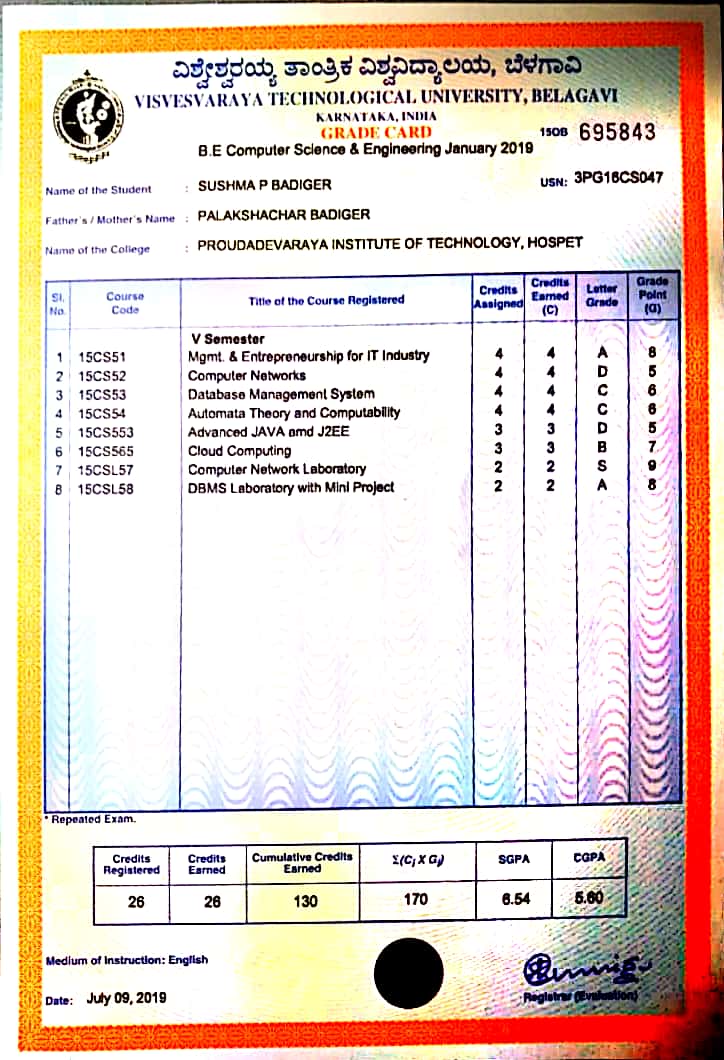 ವಿಶ್ವೇಶ್ವರಯ್ಯ ತಾಂತ್ರಿಕ ವಿಶ್ವವಿದ್ಯಾಲಯ, ಬೆಳಗಾವಿ
VISVESVARAYA TECHNOLOGICAL UNIVERSITY, BELAGAVI
KARNATAKA, INDIA
GRADE CARD 15OB 695843
B.E Computer Science & Engineering January 2019
Name of the Student : SUSHMA P BADIGER USN: 3PG16CS047
Father's / Mother's Name : PALAKSHACHAR BADIGER
Name of the College : PROUDADEVARAYA INSTITUTE OF TECHNOLOGY, HOSPET
Sl. No. Course Code Title of the Course Registered Credits Assigned Credits Earned (C) Letter Grade Grade Point (G)
V Semester
1 15CS51 Mgmt. & Entrepreneurship for IT Industry 4 4 A 8
2 15CS52 Computer Networks 4 4 D 5
3 15CS53 Database Management System 4 4 C 6
4 15CS54 Automata Theory and Computability 4 4 C 6
5 15CS553 Advanced JAVA amd J2EE 3 3 D 5
6 15CS565 Cloud Computing 3 3 B 7
7 15CSL57 Computer Network Laboratory 2 2 S 9
8 15CSL58 DBMS Laboratory with Mini Project 2 2 A 8
* Repeated Exam.
Credits Registered Credits Earned Cumulative Credits Earned Σ(Cj X Gj) SGPA CGPA
26 26 130 170 6.54 5.60
Medium of Instruction: English
Registrar (Evaluation)
Date: July 09, 2019